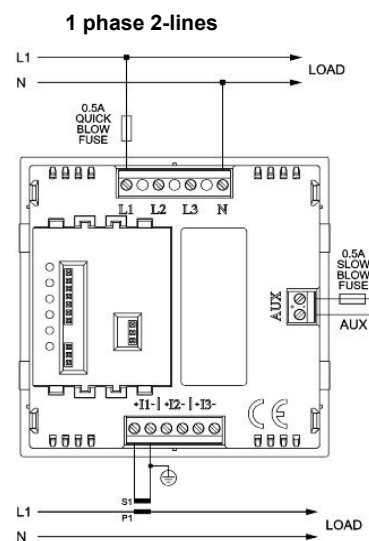 1 phase 2-lines
L1
N
LOAD
0.5A
QUICK
BLOW
FUSE
L1 L2 L3 N
0.5A
SLOW
BLOW
FUSE
AUX
AUX
+I1- +I2- +I3-
CE
S1
P1
L1
N
LOAD